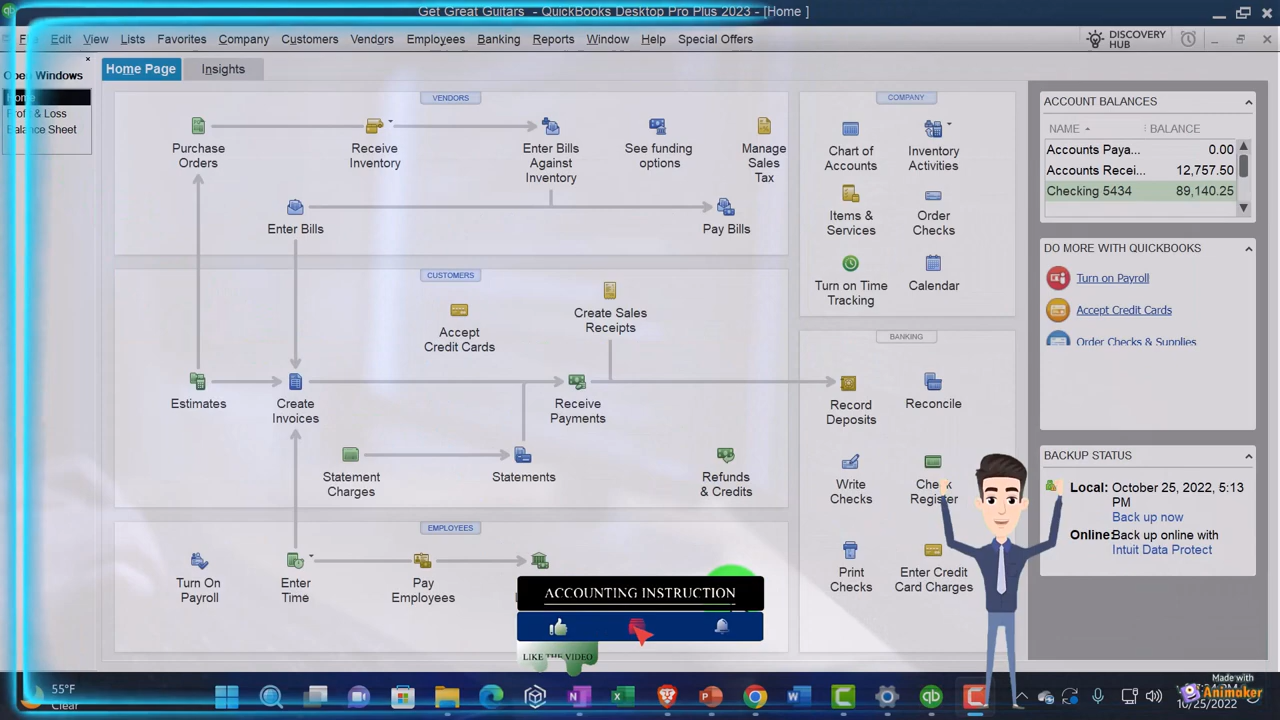 Get Great Guitars - QuickBooks Desktop Pro Plus 2023 - [Home ]
Edit View Lists Favorites Company Customers Vendors Employees Banking Reports Window Help Special Offers
DISCOVERY
HUB
Open Windows
Home
Profit & Loss
Balance Sheet
Home Page
Insights
VENDORS
Purchase
Orders
Receive
Inventory
Enter Bills
Against
Inventory
See funding
options
Manage
Sales
Tax
Enter Bills
Pay Bills
CUSTOMERS
Accept
Credit Cards
Create Sales
Receipts
Estimates
Create
Invoices
Receive
Payments
Statement
Charges
Statements
Refunds
& Credits
EMPLOYEES
Turn On
Payroll
Enter
Time
Pay
Employees
COMPANY
Chart of
Accounts
Inventory
Activities
Items &
Services
Order
Checks
Turn on Time
Tracking
Calendar
BANKING
Record
Deposits
Reconcile
Write
Checks
Check
Register
Print
Checks
Enter Credit
Card Charges
ACCOUNT BALANCES
NAME BALANCE
Accounts Paya... 0.00
Accounts Recei... 12,757.50
Checking 5434 89,140.25
DO MORE WITH QUICKBOOKS
Turn on Payroll
Accept Credit Cards
Order Checks & Supplies
BACKUP STATUS
Local: October 25, 2022, 5:13
PM
Back up now
Online: Back up online with
Intuit Data Protect
ACCOUNTING INSTRUCTION
LIKE THE VIDEO
55°F
Clear
10/25/2022
Made with
Animaker